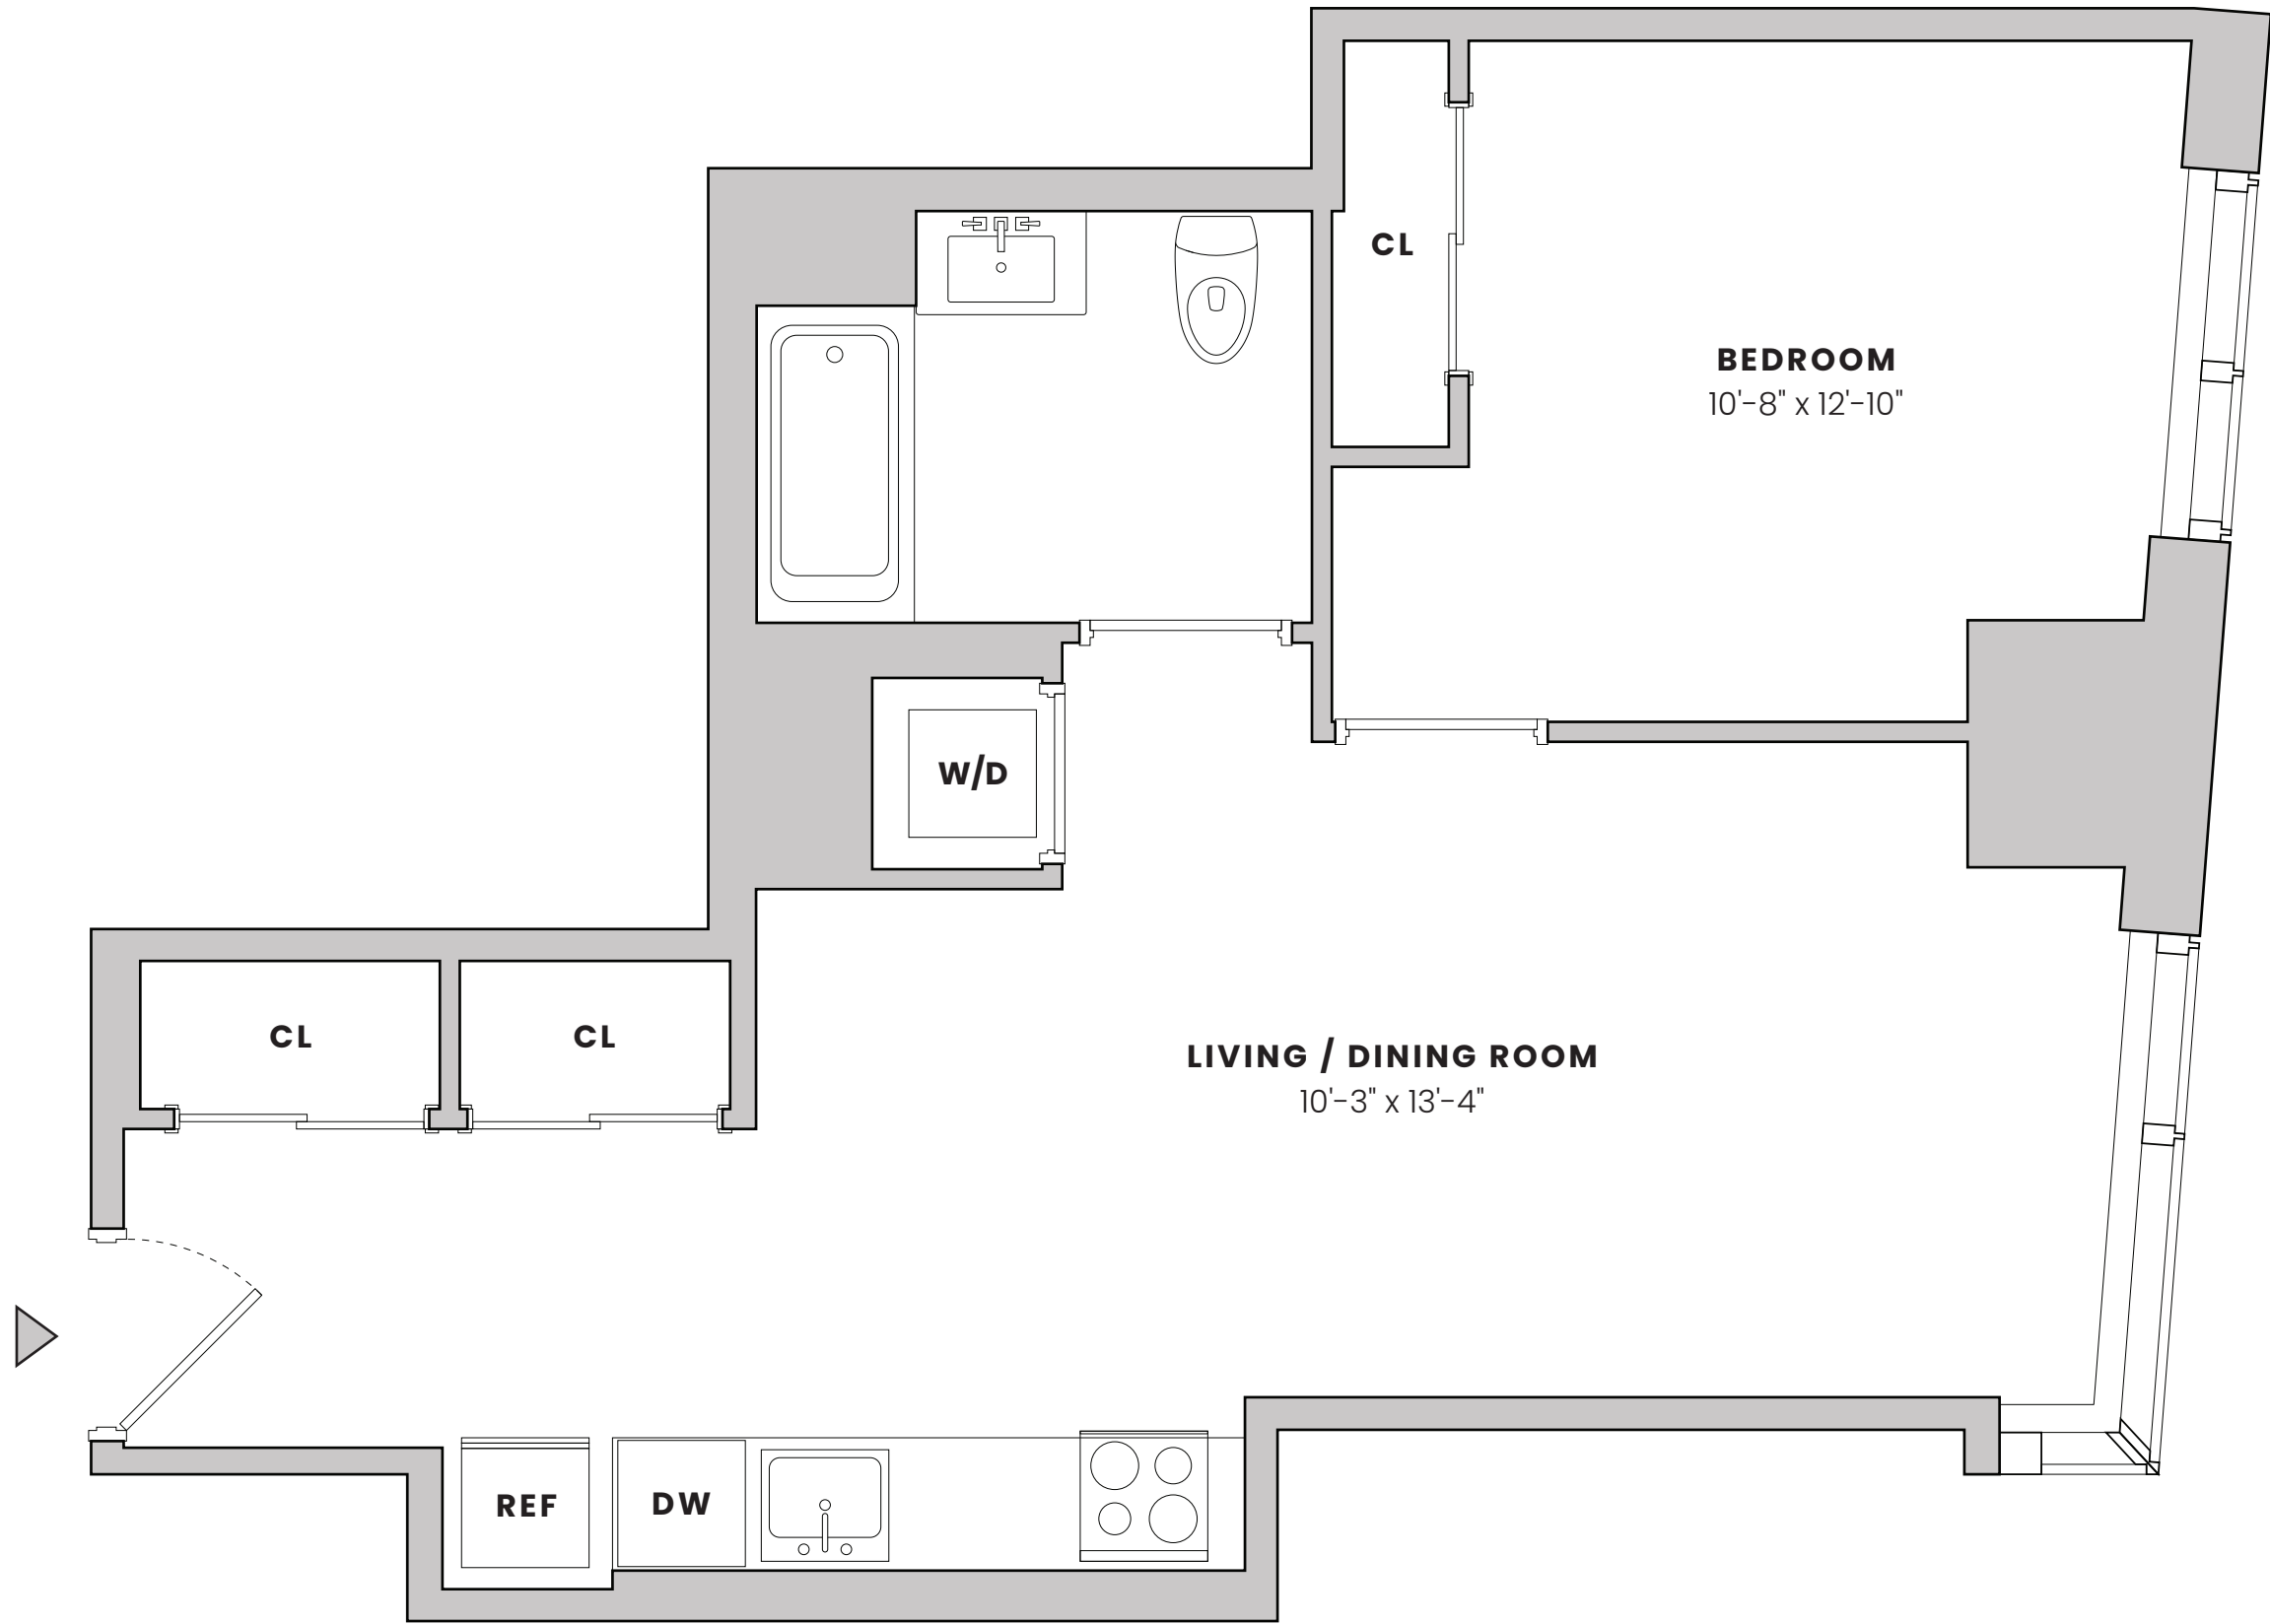 CL
BEDROOM
10'-8" x 12'-10"
W/D
CL
CL
LIVING / DINING ROOM
10'-3" x 13'-4"
REF
DW